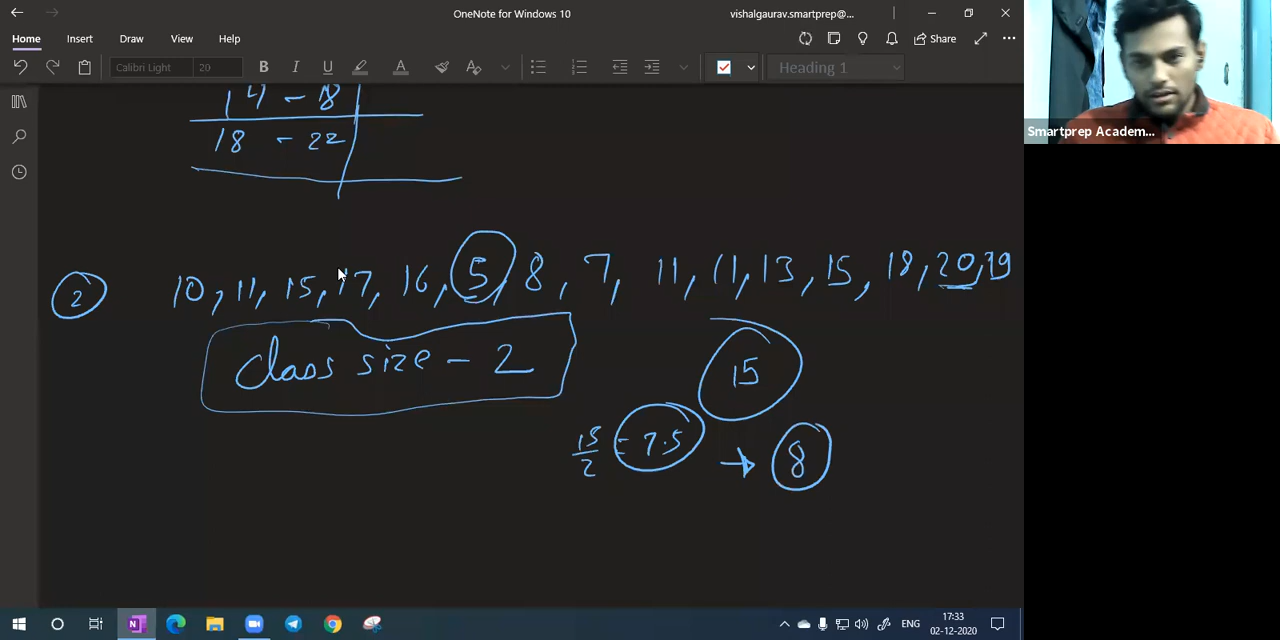 OneNote for Windows 10
vishalgaurav.smartprep@...
Home Insert Draw View Help
Share
Calibri Light 20 B I U A Heading 1
Smartprep Academ...
14 - 18
18 - 22
2 10, 11, 15, 17, 16, 5, 8, 7, 11, 11, 13, 15, 18, 20, 19
Class size - 2
15
15/2 = 7.5 → 8
ENG
17:33
02-12-2020